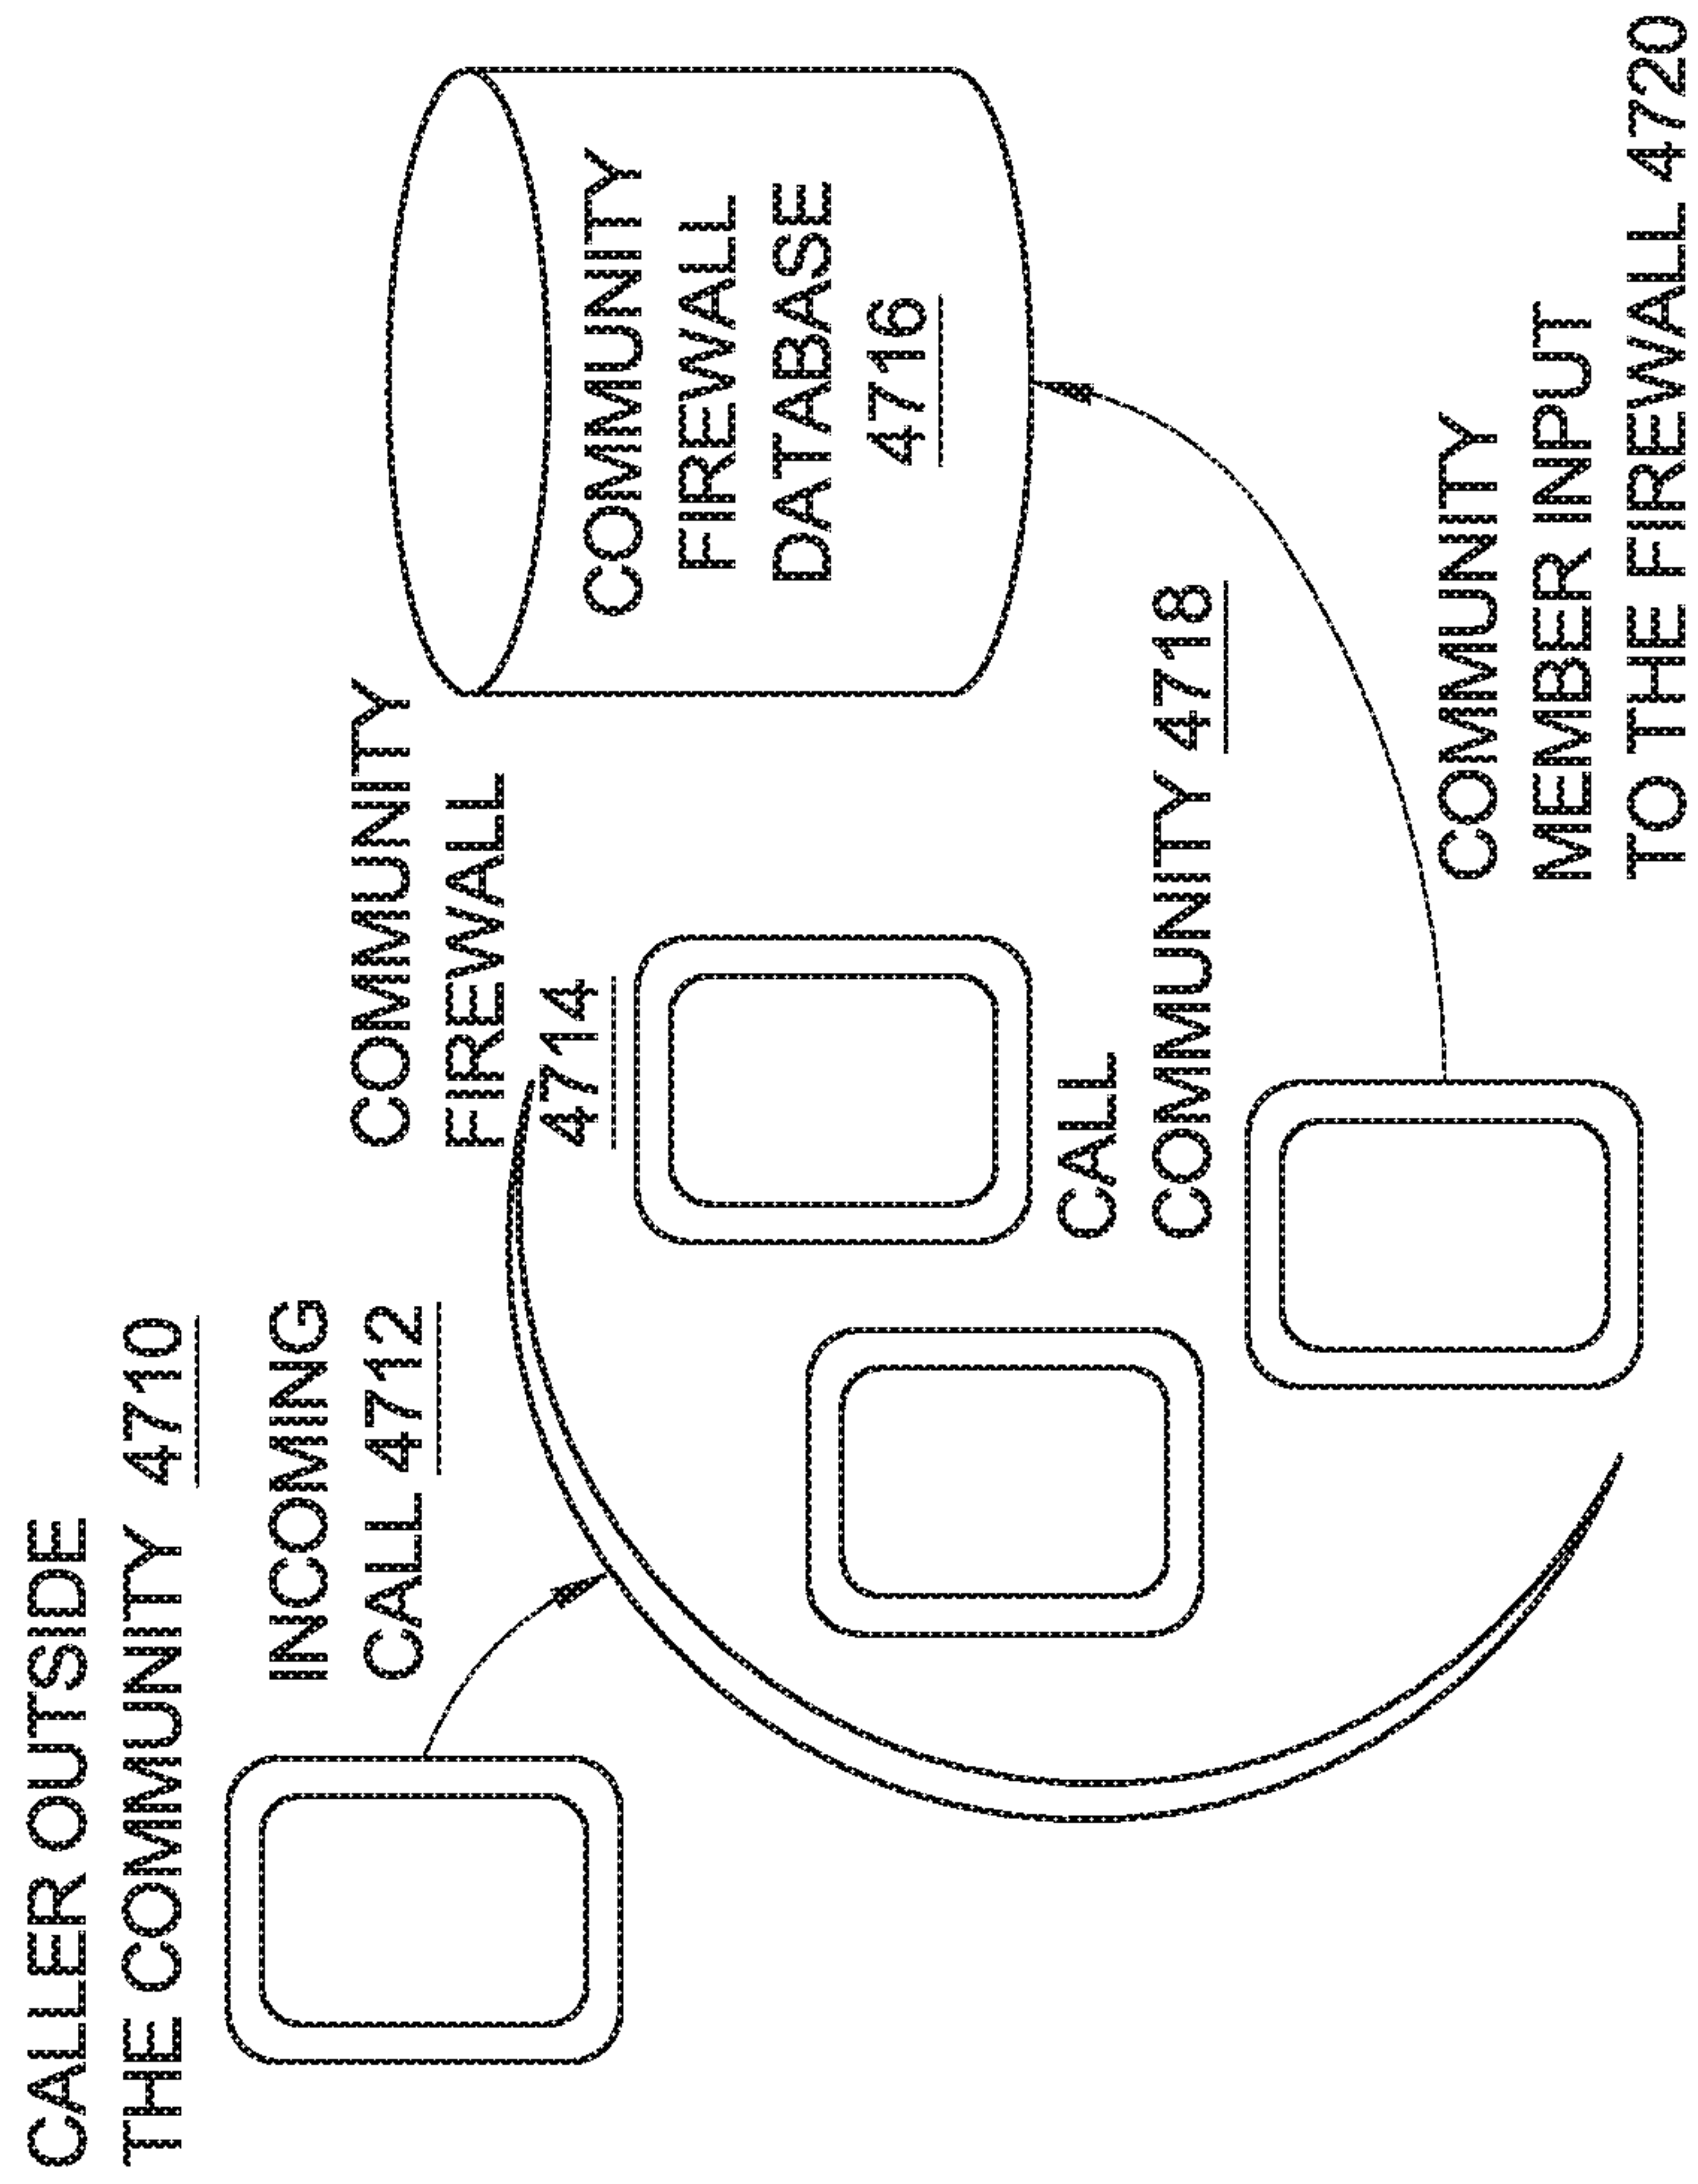 CALLER OUTSIDE
THE COMMUNITY 4710
INCOMING
CALL 4712
COMMUNITY
FIREWALL
4714
COMMUNITY
FIREWALL
DATABASE
4716
CALL
COMMUNITY 4718
COMMUNITY
MEMBER INPUT
TO THE FIREWALL 4720